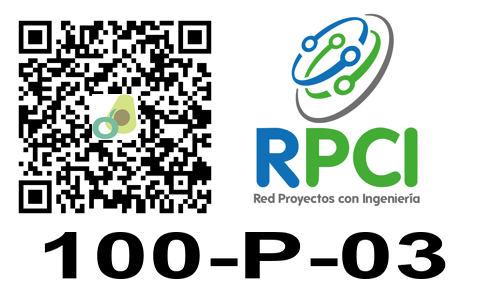 RPCI
Red Proyectos con Ingeniería
100-P-03